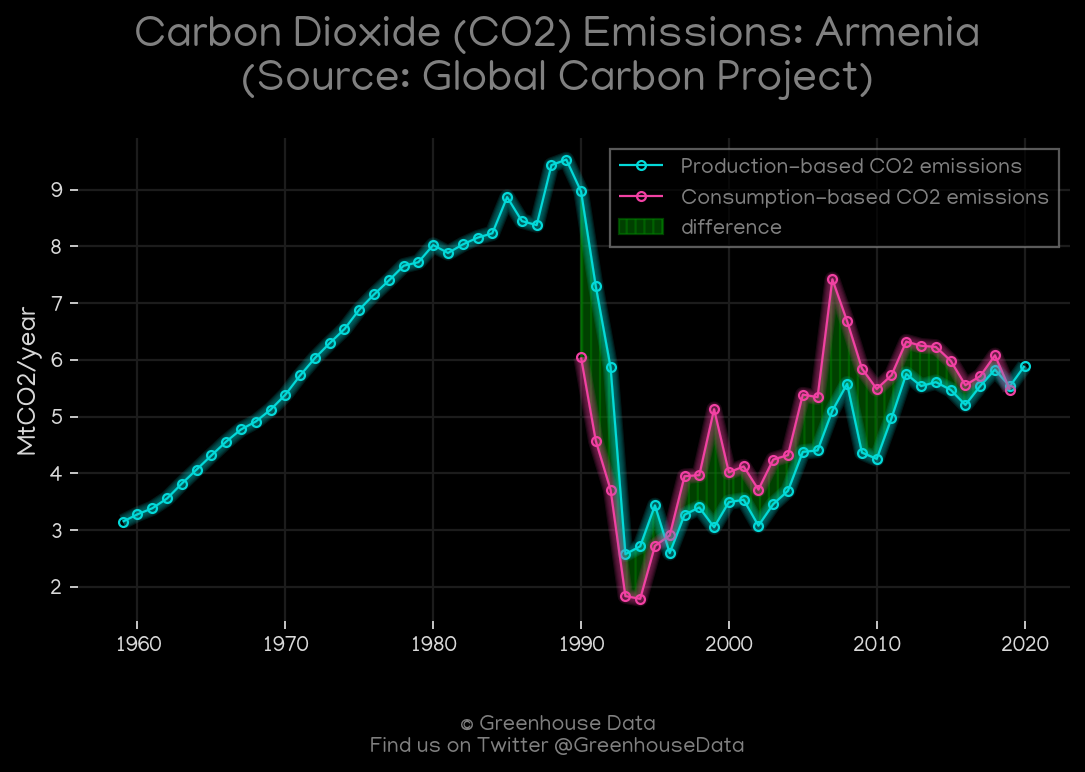 Carbon Dioxide (CO2) Emissions: Armenia
(Source: Global Carbon Project)
Production-based CO2 emissions
Consumption-based CO2 emissions
difference
MtCO2/year
9
8
7
6
5
4
3
2
1960 1970 1980 1990 2000 2010 2020
© Greenhouse Data
Find us on Twitter @GreenhouseData